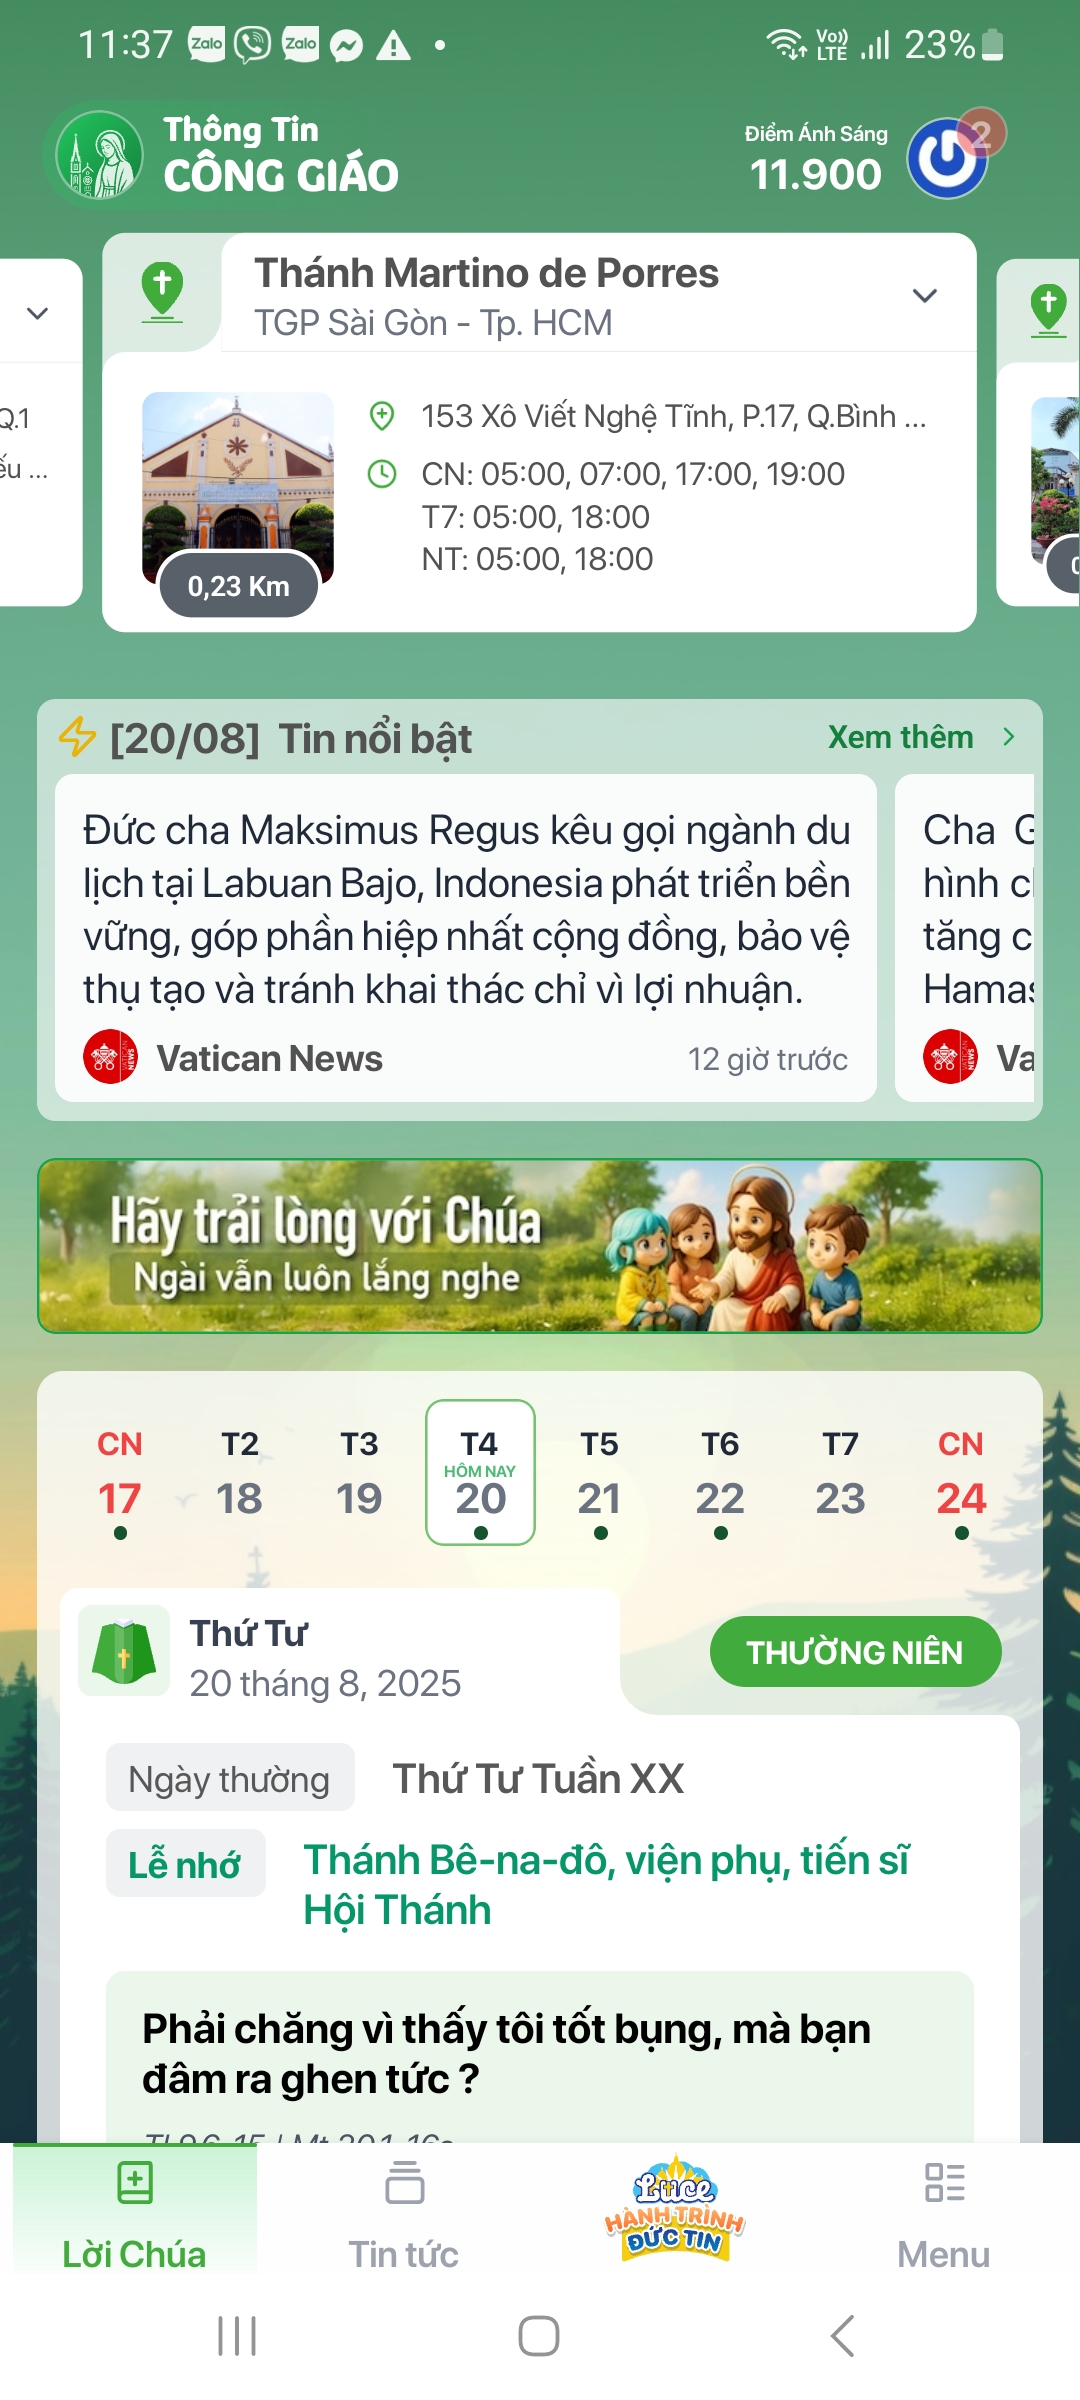 11:37 Zalo Zalo Vo)) LTE 23%
Thông Tin
CÔNG GIÁO
Điểm Ánh Sáng
11.900
2
Thánh Martino de Porres
TGP Sài Gòn - Tp. HCM
Q.1
153 Xô Viết Nghệ Tĩnh, P.17, Q.Bình ...
CN: 05:00, 07:00, 17:00, 19:00
T7: 05:00, 18:00
NT: 05:00, 18:00
0,23 Km
[20/08] Tin nổi bật
Xem thêm
Đức cha Maksimus Regus kêu gọi ngành du
lịch tại Labuan Bajo, Indonesia phát triển bền
vững, góp phần hiệp nhất cộng đồng, bảo vệ
thụ tạo và tránh khai thác chỉ vì lợi nhuận.
Vatican News
12 giờ trước
Cha
hình
tăng
Hamas
Hãy trải lòng với Chúa
Ngài vẫn luôn lắng nghe
CN T2 T3 T4 T5 T6 T7 CN
HÔM NAY
17 18 19 20 21 22 23 24
Thứ Tư
20 tháng 8, 2025
THƯỜNG NIÊN
Ngày thường
Thứ Tư Tuần XX
Lễ nhớ
Thánh Bê-na-đô, viện phụ, tiến sĩ
Hội Thánh
Phải chăng vì thấy tôi tốt bụng, mà bạn
đâm ra ghen tức ?
Luce
HÀNH TRÌNH
ĐỨC TIN
Lời Chúa
Tin tức
Menu